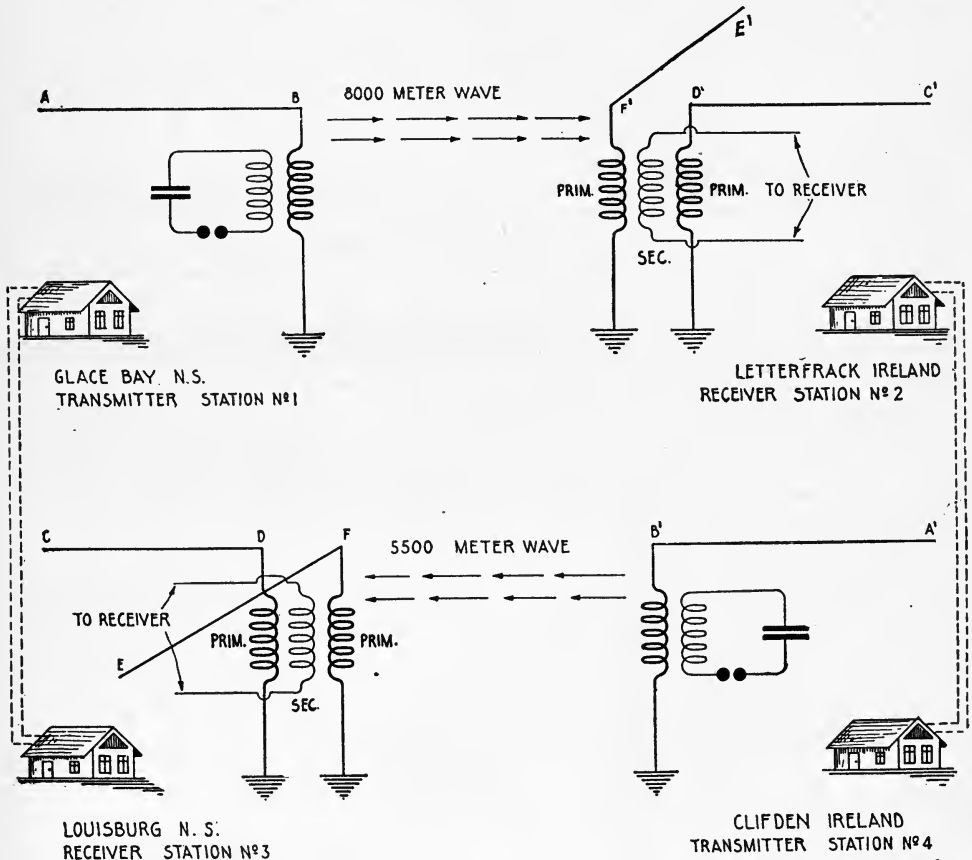 E'
A
B
8000 METER WAVE
F'
D'
C'
PRIM.
PRIM.
TO RECEIVER
SEC.
GLACE BAY. N.S.
TRANSMITTER STATION Nº1
LETTERFRACK IRELAND
RECEIVER STATION Nº2
C
D
F
5500 METER WAVE
B'
A'
TO RECEIVER
PRIM.
PRIM.
E
SEC.
LOUISBURG N.S.
RECEIVER STATION Nº3
CLIFDEN IRELAND
TRANSMITTER STATION Nº4